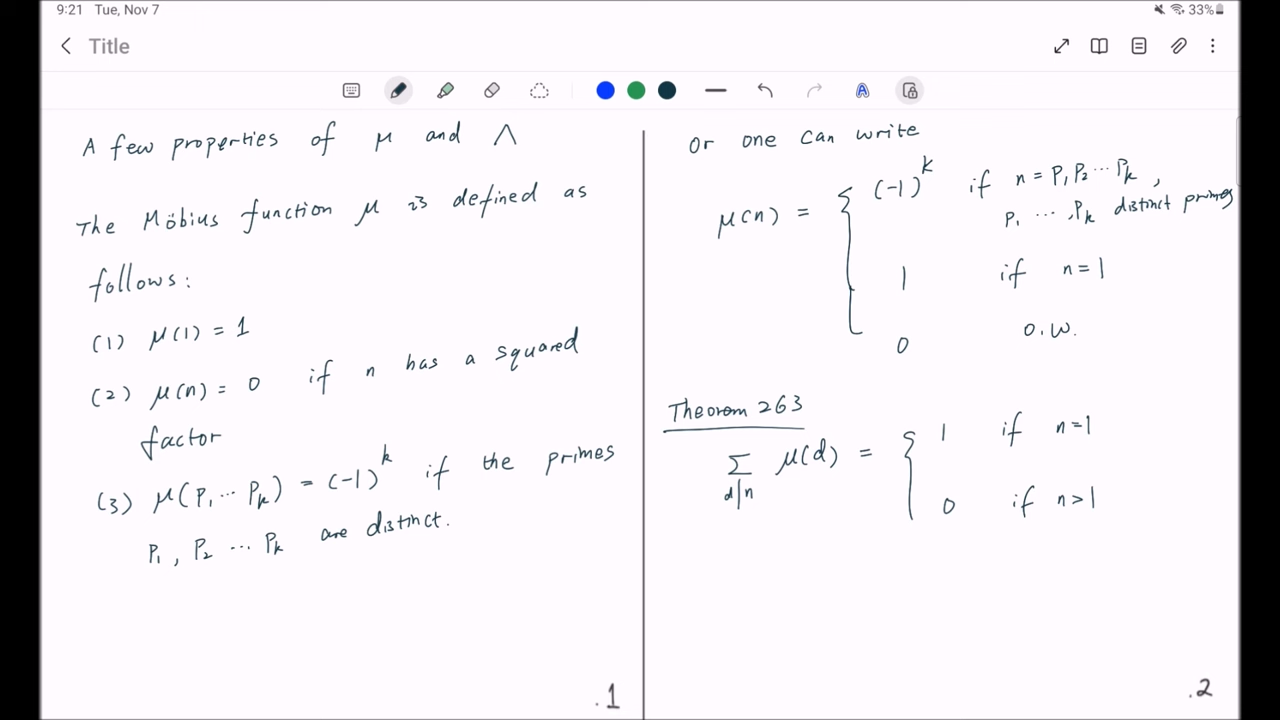 9:21 Tue, Nov 7
33%
Title
A few properties of μ and Λ
The Möbius function μ is defined as
follows:
(1) μ(1) = 1
(2) μ(n) = 0 if n has a squared
factor
(3) μ(p₁ ⋯ pₖ) = (-1)ᵏ if the primes
p₁, p₂ ⋯ pₖ are distinct.
.1
Or one can write
μ(n) = { (-1)ᵏ if n = p₁p₂ ⋯ pₖ,
p₁ ⋯, pₖ distinct primes
1 if n=1
0 o.w.
Theorem 263
∑ μ(d) = { 1 if n=1
d|n
0 if n>1
.2